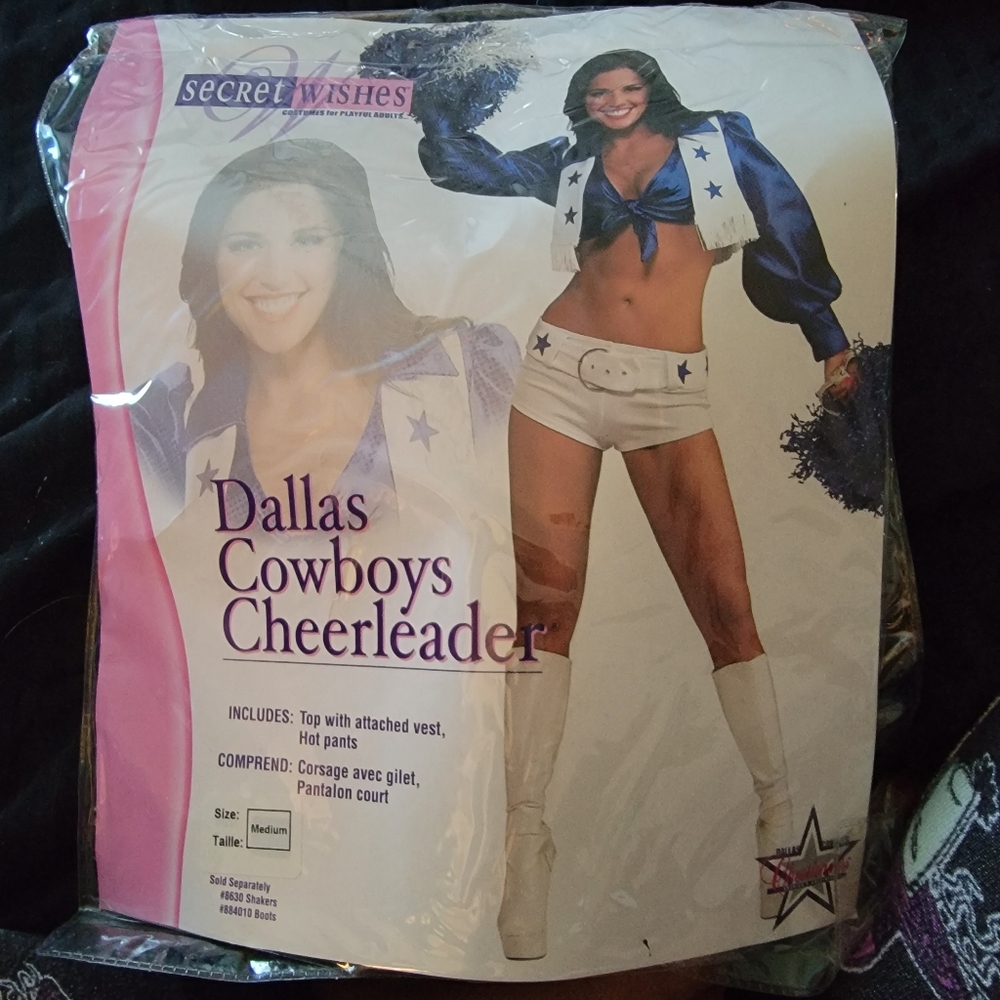 secret WISHES
COSTUMES for PLAYFUL ADULTS
Dallas
Cowboys
Cheerleader
INCLUDES: Top with attached vest,
Hot pants
COMPREND: Corsage avec gilet,
Pantalon court
Size:
Taille:
Medium
Sold Separately
#8630 Shakers
#884010 Boots
DALLAS